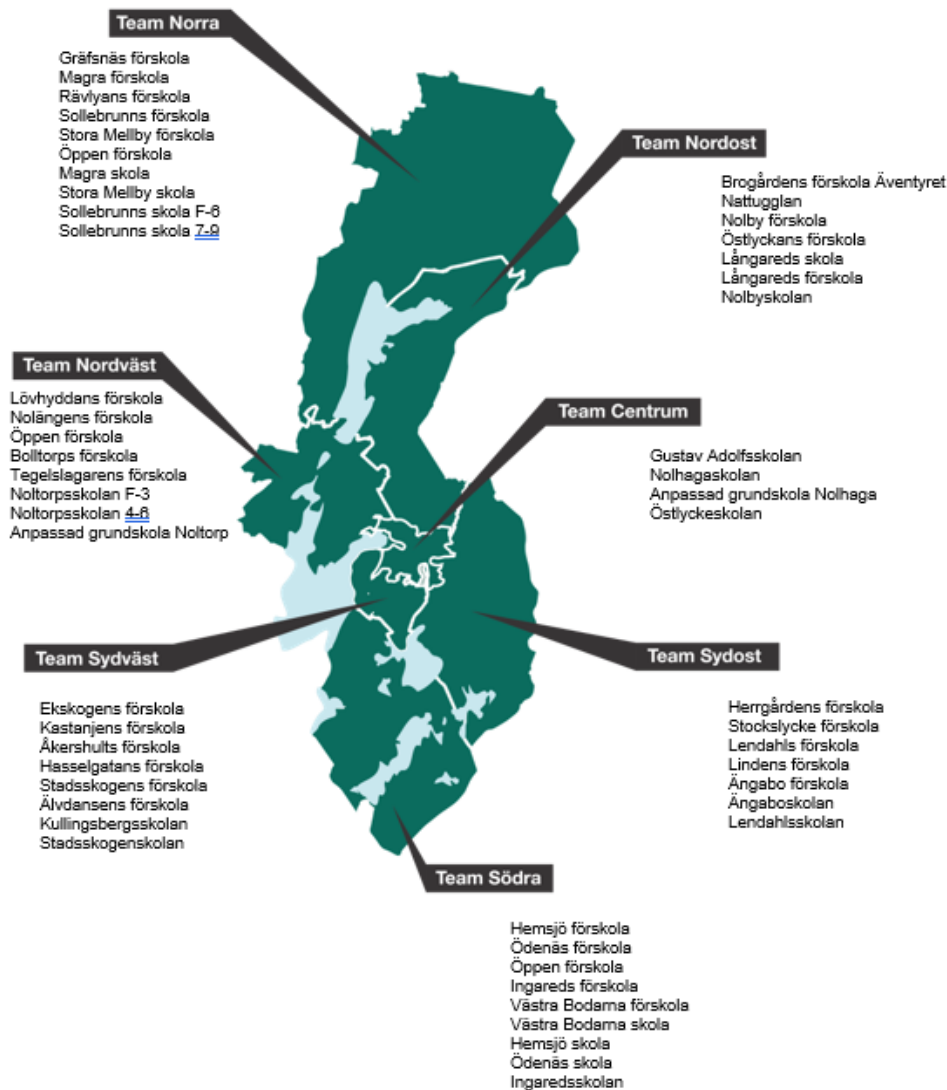 Team Norra
Gräfsnäs förskola
Magra förskola
Rävlyans förskola
Sollebrunns förskola
Stora Mellby förskola
Öppen förskola
Magra skola
Stora Mellby skola
Sollebrunns skola F-6
Sollebrunns skola 7-9
Team Nordost
Brogårdens förskola Äventyret
Nattugglan
Nolby förskola
Östlyckans förskola
Långareds skola
Långareds förskola
Nolbyskolan
Team Nordväst
Lövhyddans förskola
Nolängens förskola
Öppen förskola
Bolltorps förskola
Tegelslagarens förskola
Noltorpsskolan F-3
Noltorpsskolan 4-6
Anpassad grundskola Noltorp
Team Centrum
Gustav Adolfsskolan
Nolhagaskolan
Anpassad grundskola Nolhaga
Östlyckeskolan
Team Sydväst
Ekskogens förskola
Kastanjens förskola
Åkershults förskola
Hasselgatans förskola
Stadsskogens förskola
Älvdansens förskola
Kullingsbergsskolan
Stadsskogenskolan
Team Sydost
Herrgårdens förskola
Stockslycke förskola
Lendahls förskola
Lindens förskola
Ängabo förskola
Ängaboskolan
Lendahlsskolan
Team Södra
Hemsjö förskola
Ödenäs förskola
Öppen förskola
Ingareds förskola
Västra Bodarna förskola
Västra Bodarna skola
Hemsjö skola
Ödenäs skola
Ingaredsskolan